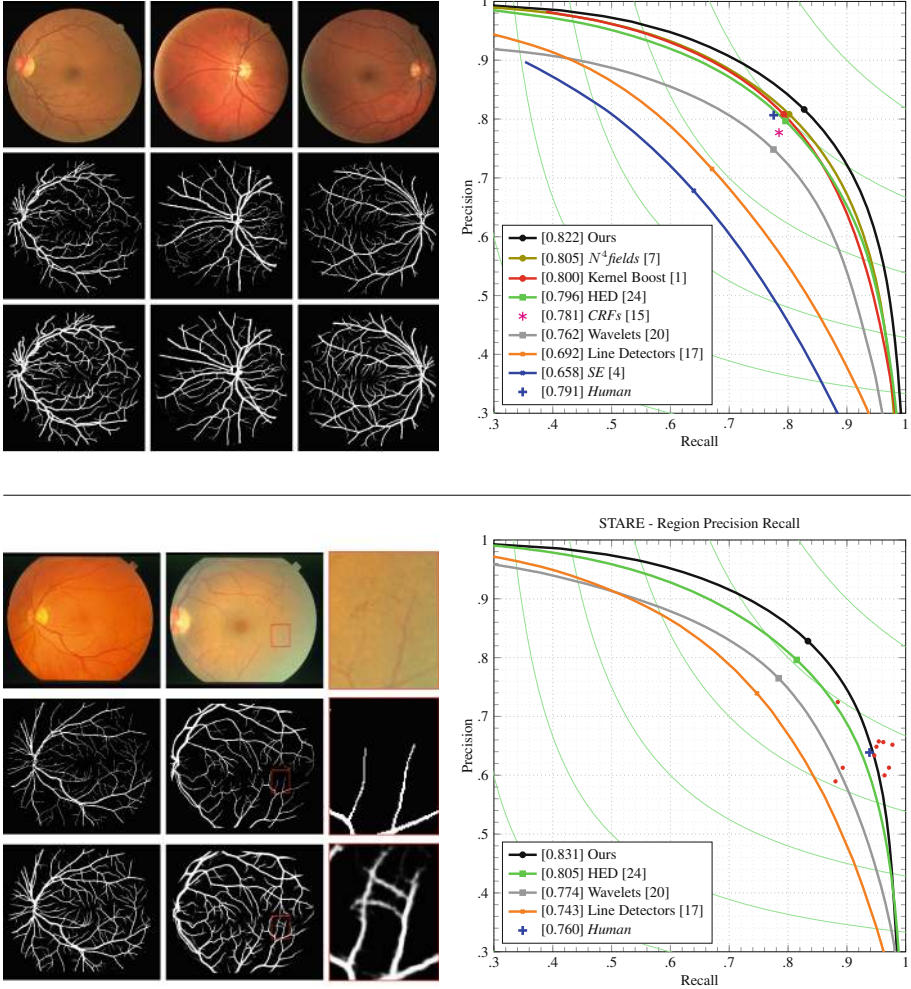 1
.9
.8
.7
.6
.5
.4
.3
Precision
[0.822] Ours
[0.805] N⁴fields [7]
[0.800] Kernel Boost [1]
[0.796] HED [24]
[0.781] CRFs [15]
[0.762] Wavelets [20]
[0.692] Line Detectors [17]
[0.658] SE [4]
[0.791] Human
.3 .4 .5 .6 .7 .8 .9 1
Recall
STARE - Region Precision Recall
1
.9
.8
.7
.6
.5
.4
.3
Precision
[0.831] Ours
[0.805] HED [24]
[0.774] Wavelets [20]
[0.743] Line Detectors [17]
[0.760] Human
.3 .4 .5 .6 .7 .8 .9 1
Recall